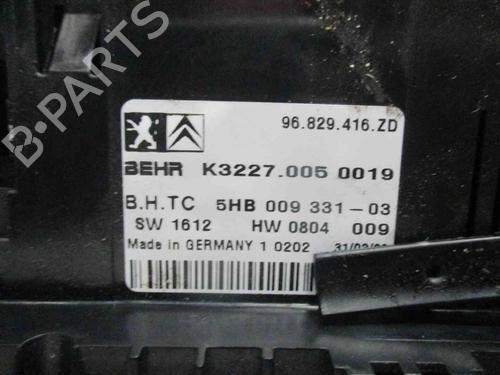 96.829.416.ZD
BEHR K3227.005 0019
B.H.TC 5HB 009 331-03
SW 1612 HW 0804 009
Made in GERMANY 1 0202
B-PARTS